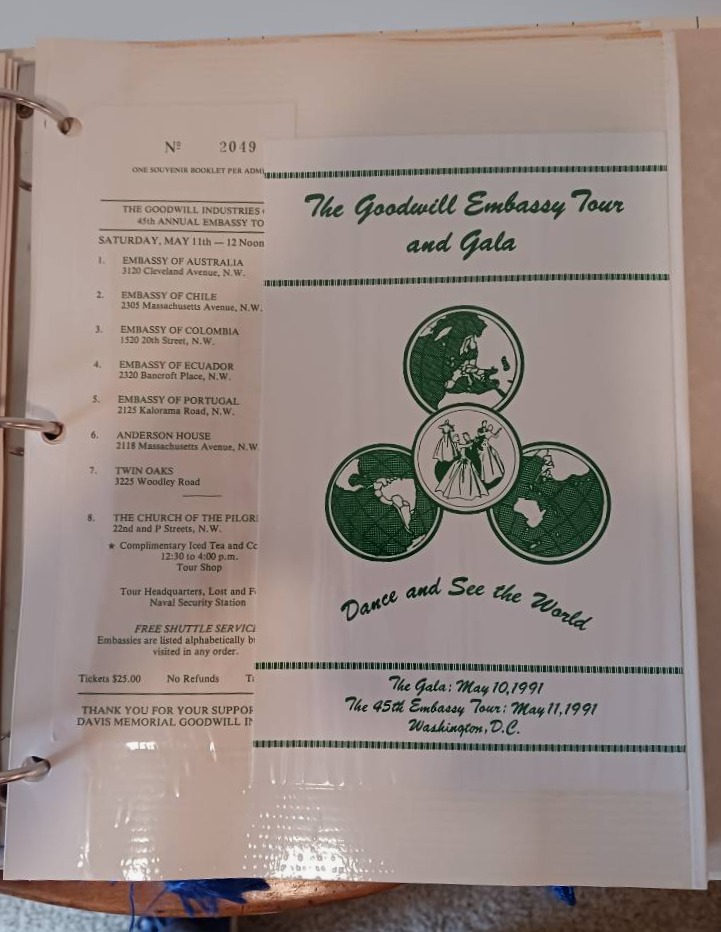 Nº 2049
ONE SOUVENIR BOOKLET PER
THE GOODWILL INDUSTRIES
45th ANNUAL EMBASSY
SATURDAY, MAY 11th — 12 Noon
1. EMBASSY OF AUSTRALIA
3120 Cleveland Avenue, N.W.
2. EMBASSY OF CHILE
2305 Massachusetts Avenue, N.W.
3. EMBASSY OF COLOMBIA
1520 20th Street, N.W.
4. EMBASSY OF ECUADOR
2320 Bancroft Place, N.W.
5. EMBASSY OF PORTUGAL
2125 Kalorama Road, N.W.
6. ANDERSON HOUSE
2118 Massachusetts Avenue, N.W.
7. TWIN OAKS
3225 Woodley Road
8. THE CHURCH OF THE
22nd and P Streets, N.W.
★ Complimentary Iced Tea and
12:30 to 4:00 p.m.
Tour Shop
Tour Headquarters, Lost and
Naval Security Station
FREE SHUTTLE
Embassies are listed alphabetically
visited in any order.
Tickets $25.00 No Refunds
THANK YOU FOR YOUR
DAVIS MEMORIAL GOODWILL
The Goodwill Embassy Tour
and Gala
Dance and See the World
The Gala: May 10, 1991
The 45th Embassy Tour: May 11, 1991
Washington, D.C.